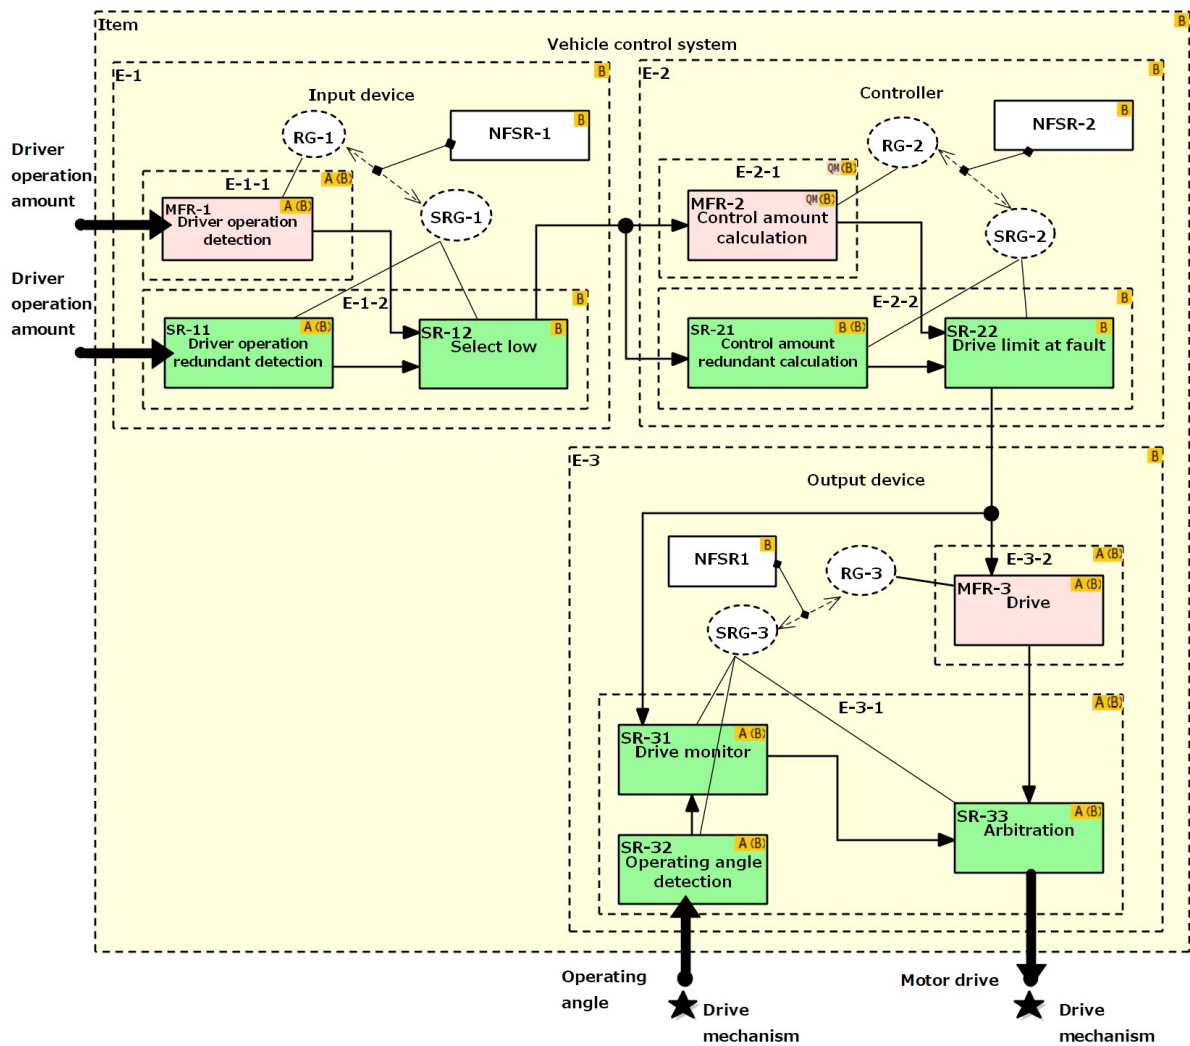 Item
B
Vehicle control system
E-1
B
Input device
RG-1
NFSR-1
B
E-2
B
Controller
RG-2
NFSR-2
B
Driver
operation
amount
E-1-1
A(B)
MFR-1
A(B)
Driver operation
detection
SRG-1
E-2-1
QM(B)
MFR-2
QM(B)
Control amount
calculation
SRG-2
Driver
operation
amount
E-1-2
B
SR-11
A(B)
Driver operation
redundant detection
SR-12
B
Select low
E-2-2
B
SR-21
B(B)
Control amount
redundant calculation
SR-22
B
Drive limit at fault
E-3
B
Output device
NFSR1
B
RG-3
SRG-3
E-3-2
A(B)
MFR-3
A(B)
Drive
E-3-1
A(B)
SR-31
A(B)
Drive monitor
SR-32
A(B)
Operating angle
detection
SR-33
A(B)
Arbitration
Operating
angle
Drive
mechanism
Motor drive
Drive
mechanism